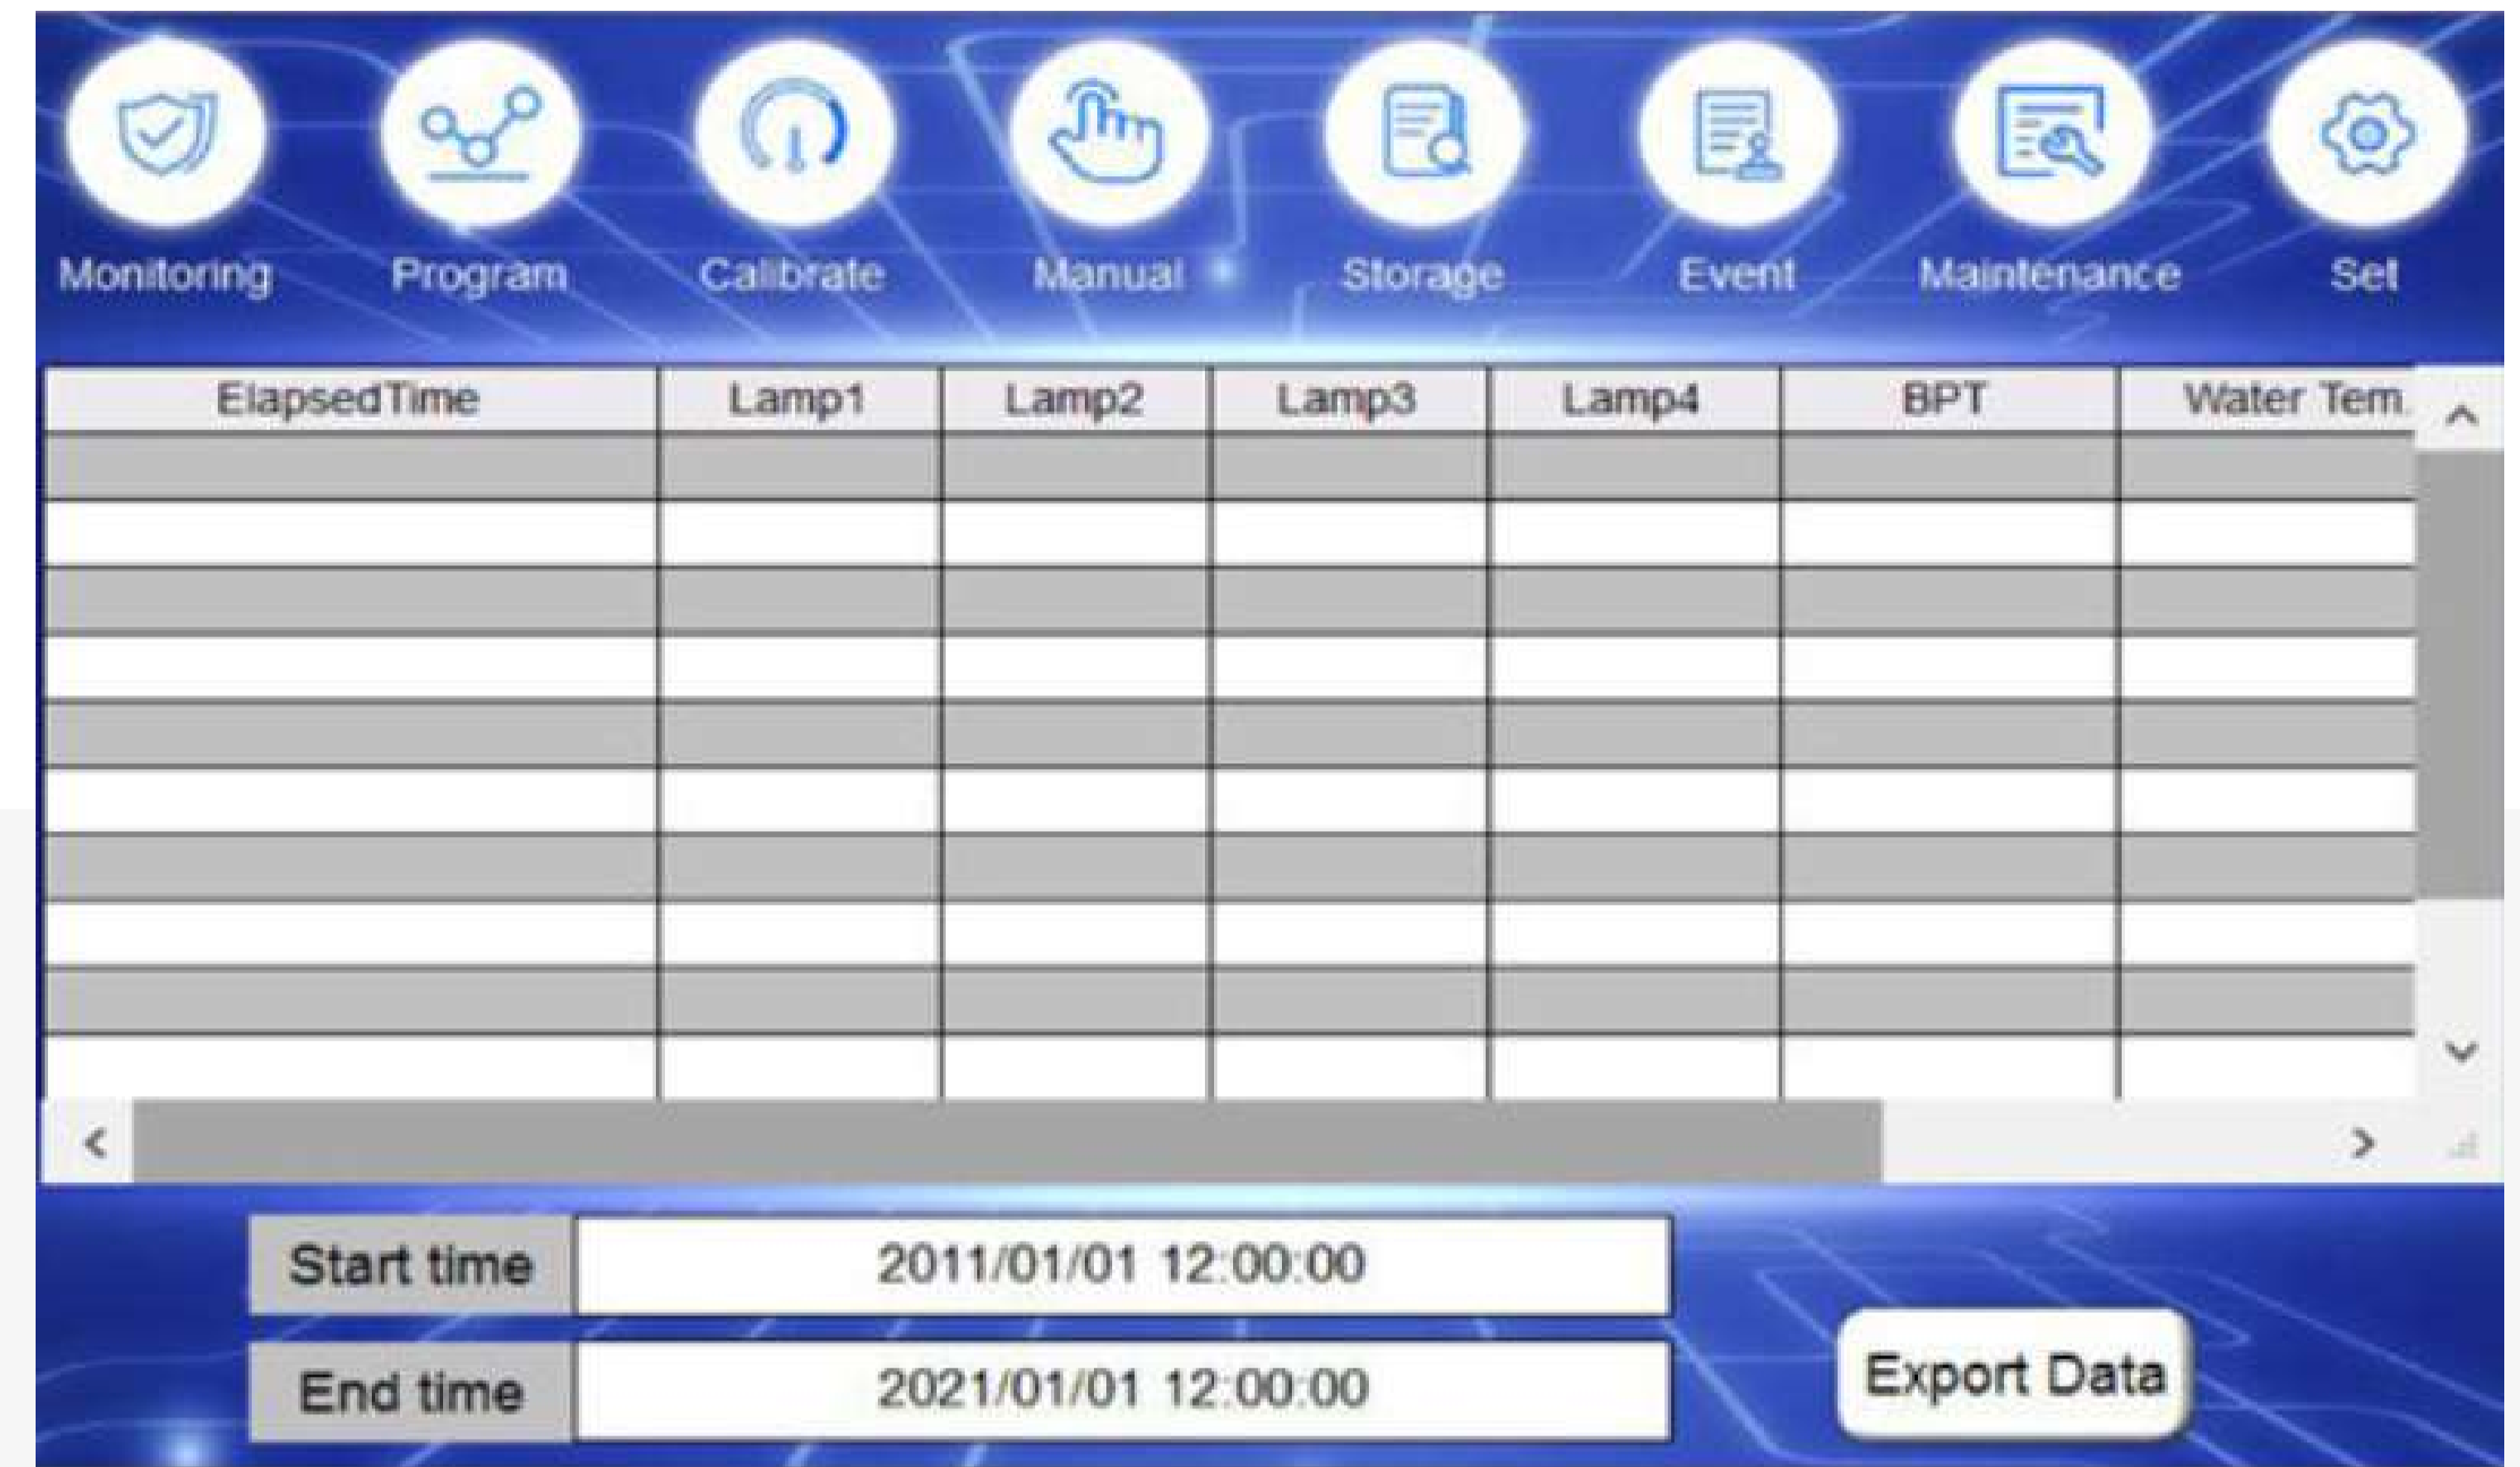 Monitoring Program Calibrate Manual Storage Event Maintenance Set
ElapsedTime Lamp1 Lamp2 Lamp3 Lamp4 BPT Water Tem.
Start time 2011/01/01 12:00:00
End time 2021/01/01 12:00:00
Export Data